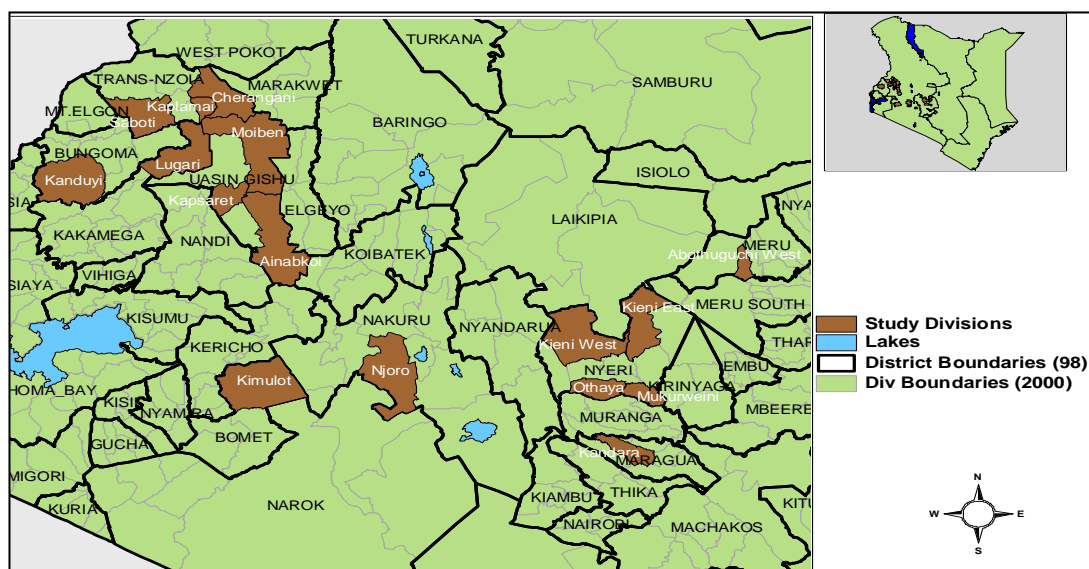 TURKANA
WEST POKOT
SAMBURU
TRANS-NZOIA
MARAKWET
Kaplamai
Cherangani
MT.ELGON
Saboti
BARINGO
Moiben
BUNGOMA
Lugari
ISIOLO
Kanduyi
UASIN GISHU
Kapsaret
ELGEYO
LAIKIPIA
KAKAMEGA
NANDI
MERU
KOIBATEK
Abothuguchi West
Ainabkoi
VIHIGA
SIAYA
KISUMU
Kieni East
MERU SOUTH
NAKURU
NYANDARUA
KERICHO
Kieni West
THAR
HOMA_BAY
Kimulot
Njoro
NYERI
EMBU
KISII
Othaya
KIRINYAGA
NYAMIRA
Mukurweini
MBEERE
MURANGA
GUCHA
BOMET
Kandara
MARAGUA
MIGORI
KIAMBU
THIKA
NAROK
KURIA
KITU
NAIROBI
MACHAKOS
Study Divisions
Lakes
District Boundaries (98)
Div Boundaries (2000)
N
W E
S